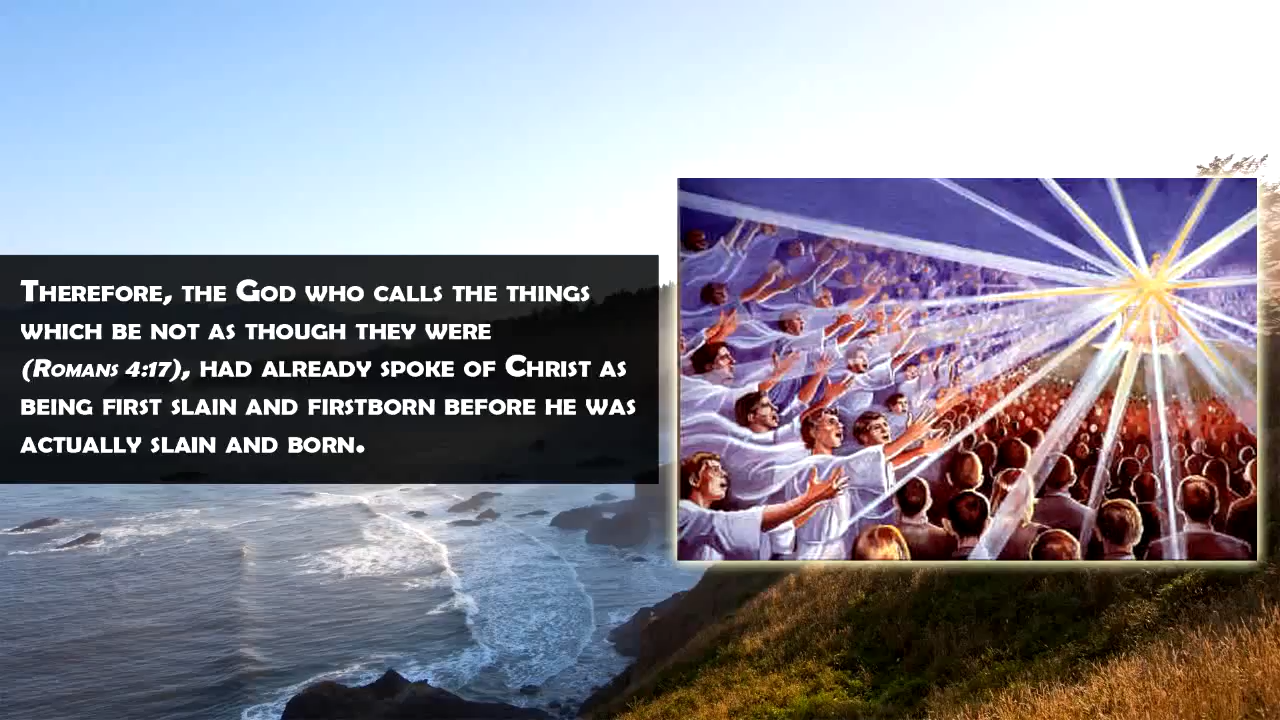 Therefore, the God who calls the things
which be not as though they were
(Romans 4:17), had already spoke of Christ as
being first slain and firstborn before he was
actually slain and born.